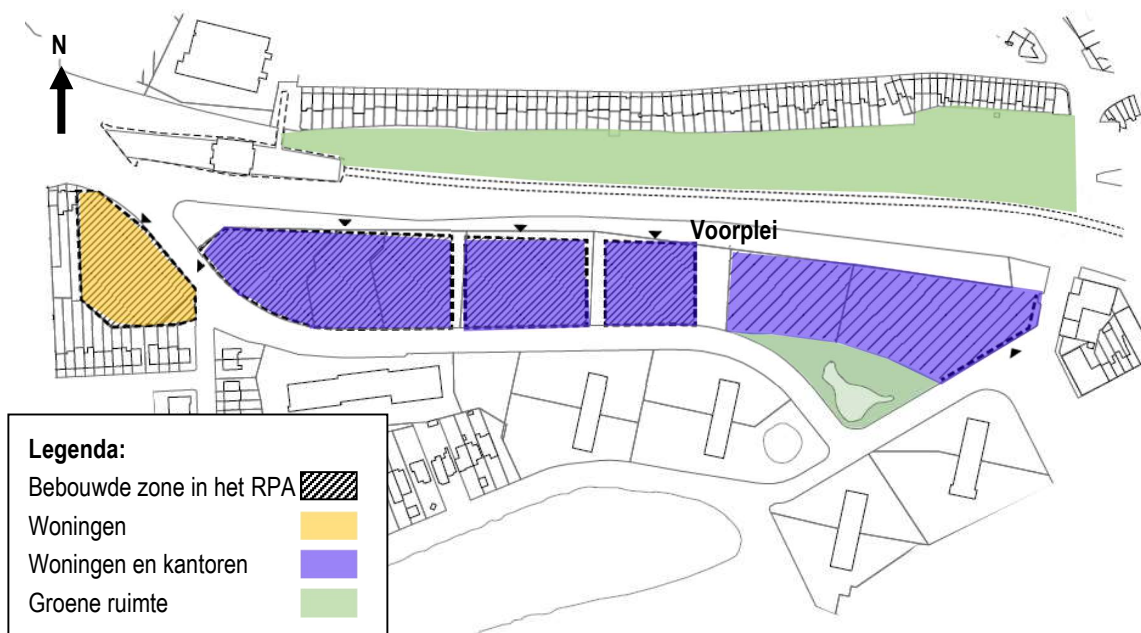 N
Voorplei
Legenda:
Bebouwde zone in het RPA
Woningen
Woningen en kantoren
Groene ruimte